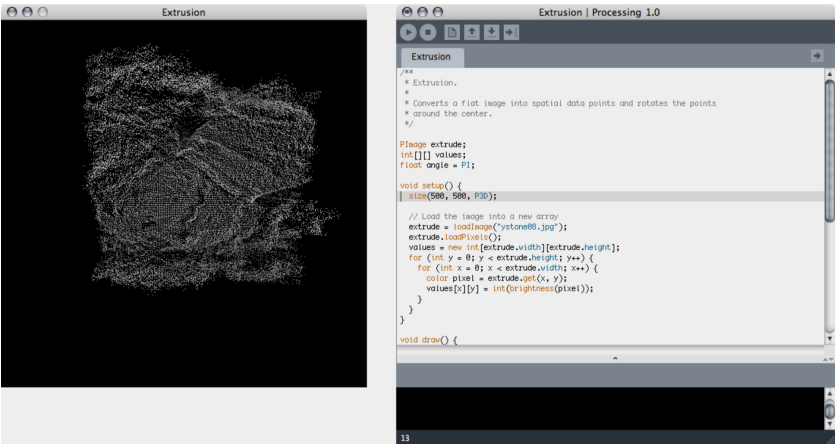 Extrusion
Extrusion | Processing 1.0
Extrusion
/**
 * Extrusion.
 *
 * Converts a flat image into spatial data points and rotates the points
 * around the center.
 */
PImage extrude;
int[][] values;
float angle = PI;
void setup() {
  size(500, 500, P3D);
  // Load the image into a new array
  extrude = loadImage("ystone08.jpg");
  extrude.loadPixels();
  values = new int[extrude.width][extrude.height];
  for (int y = 0; y < extrude.height; y++) {
    for (int x = 0; x < extrude.width; x++) {
      color pixel = extrude.get(x, y);
      values[x][y] = int(brightness(pixel));
    }
  }
}
void draw() {
13